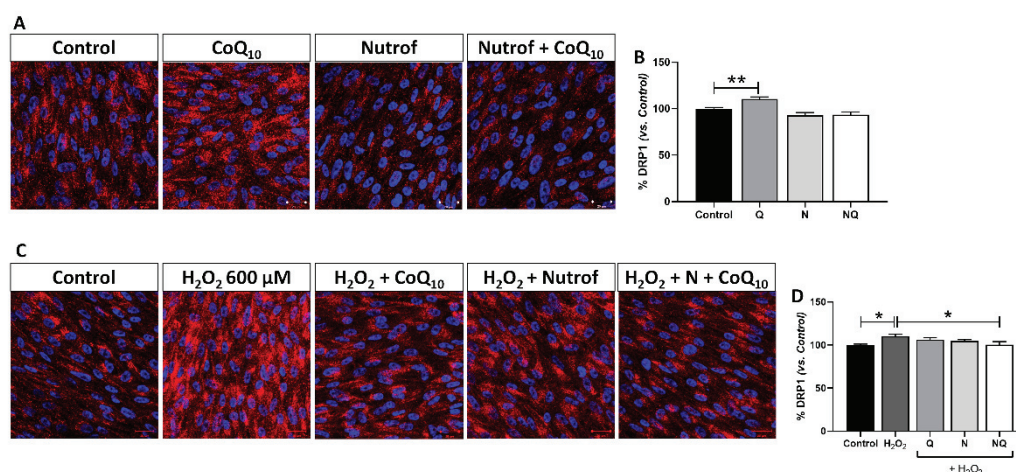 A
Control
CoQ10
Nutrof
Nutrof + CoQ10
B
% DRP1 (vs. Control)
150
100
50
0
**
Control
Q
N
NQ
C
Control
H2O2 600 µM
H2O2 + CoQ10
H2O2 + Nutrof
H2O2 + N + CoQ10
D
% DRP1 (vs. Control)
150
100
50
0
*
*
Control
H2O2
Q
N
NQ
+ H2O2